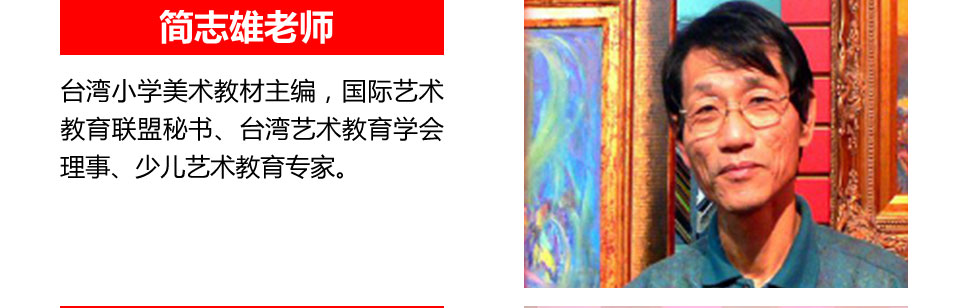 简志雄老师
台湾小学美术教材主编，国际艺术
教育联盟秘书、台湾艺术教育学会
理事、少儿艺术教育专家。